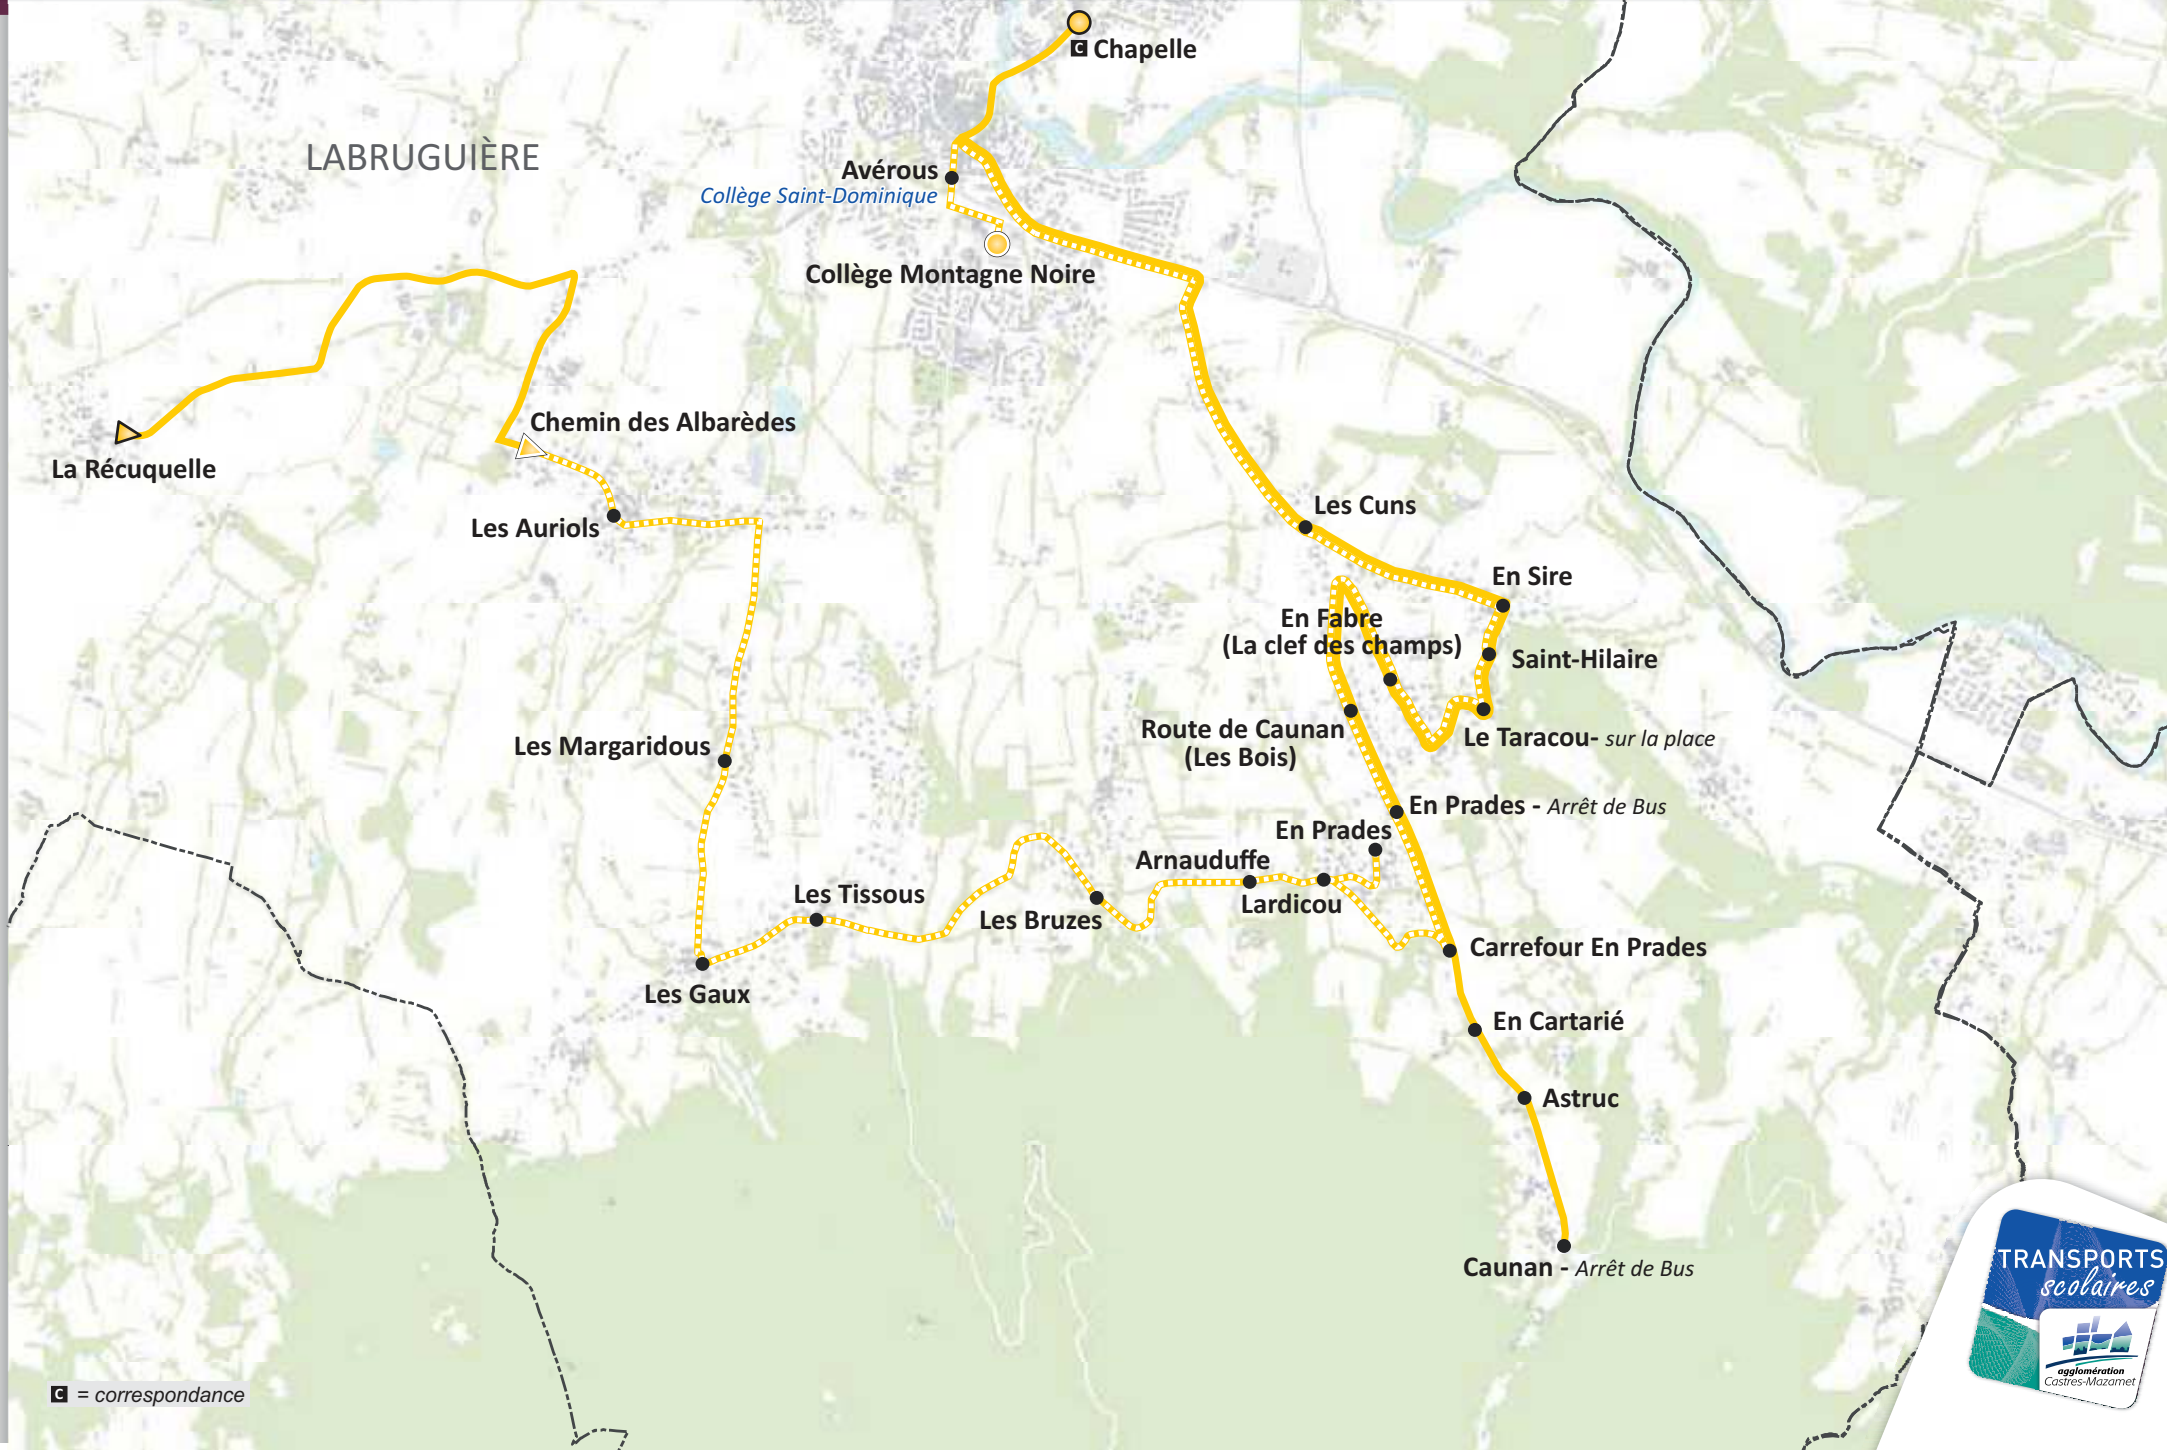 C Chapelle
LABRUGUIÈRE
Avérous
Collège Saint-Dominique
Collège Montagne Noire
Chemin des Albarèdes
La Récuquelle
Les Auriols
Les Cuns
En Sire
En Fabre
(La clef des champs)
Saint-Hilaire
Route de Caunan
(Les Bois)
Le Taracou- sur la place
Les Margaridous
En Prades - Arrêt de Bus
En Prades
Arnauduffe
Lardicou
Les Tissous
Les Bruzes
Carrefour En Prades
Les Gaux
En Cartarié
Astruc
Caunan - Arrêt de Bus
TRANSPORTS
scolaires
agglomération
Castres-Mazamet
C = correspondance